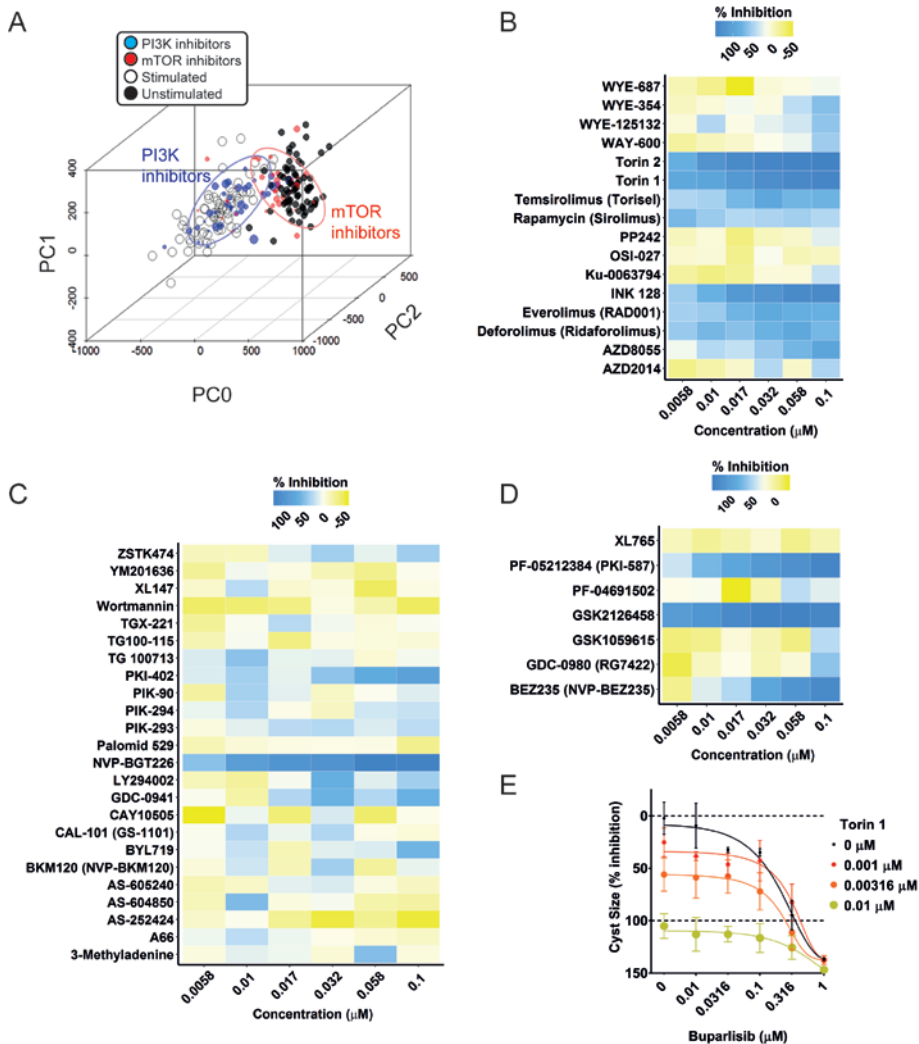 A
PI3K inhibitors
mTOR inhibitors
Stimulated
Unstimulated
PI3K
inhibitors
mTOR
inhibitors
PC1
400
200
0
-200
-400
-1000
0
500
1000
PC0
-1000
-500
0
500
PC2
B
% Inhibition
100
50
0
-50
WYE-687
WYE-354
WYE-125132
WAY-600
Torin 2
Torin 1
Temsirolimus (Torisel)
Rapamycin (Sirolimus)
PP242
OSI-027
Ku-0063794
INK 128
Everolimus (RAD001)
Deforolimus (Ridaforolimus)
AZD8055
AZD2014
0.0058
0.01
0.017
0.032
0.058
0.1
Concentration (µM)
C
% Inhibition
100
50
0
-50
ZSTK474
YM201636
XL147
Wortmannin
TGX-221
TG100-115
TG 100713
PKI-402
PIK-90
PIK-294
PIK-293
Palomid 529
NVP-BGT226
LY294002
GDC-0941
CAY10505
CAL-101 (GS-1101)
BYL719
BKM120 (NVP-BKM120)
AS-605240
AS-604850
AS-252424
A66
3-Methyladenine
0.0058
0.01
0.017
0.032
0.058
0.1
Concentration (µM)
D
% Inhibition
100
50
0
XL765
PF-05212384 (PKI-587)
PF-04691502
GSK2126458
GSK1059615
GDC-0980 (RG7422)
BEZ235 (NVP-BEZ235)
0.0058
0.01
0.017
0.032
0.058
0.1
Concentration (µM)
E
Cyst Size (% inhibition)
0
50
100
150
0
0.01
0.0316
0.1
0.316
1
Buparlisib (µM)
Torin 1
0 µM
0.001 µM
0.00316 µM
0.01 µM